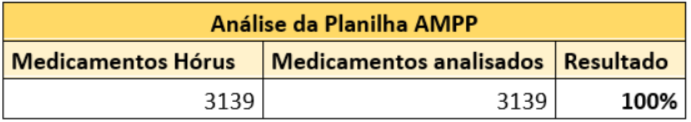 Análise da Planilha AMPP
Medicamentos Hórus Medicamentos analisados Resultado
3139 3139 100%